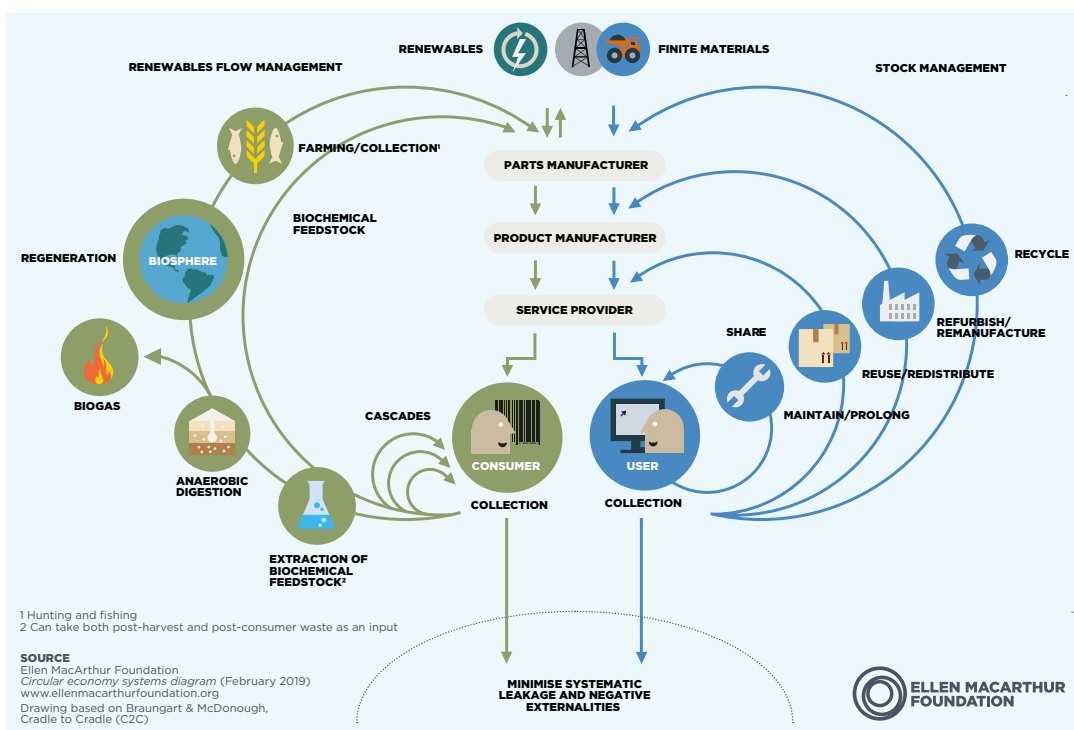 RENEWABLES
FINITE MATERIALS
RENEWABLES FLOW MANAGEMENT
STOCK MANAGEMENT
FARMING/COLLECTION¹
PARTS MANUFACTURER
BIOCHEMICAL
FEEDSTOCK
PRODUCT MANUFACTURER
REGENERATION
BIOSPHERE
RECYCLE
SERVICE PROVIDER
SHARE
REFURBISH/
REMANUFACTURE
REUSE/REDISTRIBUTE
BIOGAS
CASCADES
MAINTAIN/PROLONG
CONSUMER
USER
ANAEROBIC
DIGESTION
COLLECTION
COLLECTION
EXTRACTION OF
BIOCHEMICAL
FEEDSTOCK²
1 Hunting and fishing
2 Can take both post-harvest and post-consumer waste as an input
SOURCE
Ellen MacArthur Foundation
Circular economy systems diagram (February 2019)
www.ellenmacarthurfoundation.org
Drawing based on Braungart & McDonough,
Cradle to Cradle (C2C)
MINIMISE SYSTEMATIC
LEAKAGE AND NEGATIVE
EXTERNALITIES
ELLEN MACARTHUR
FOUNDATION